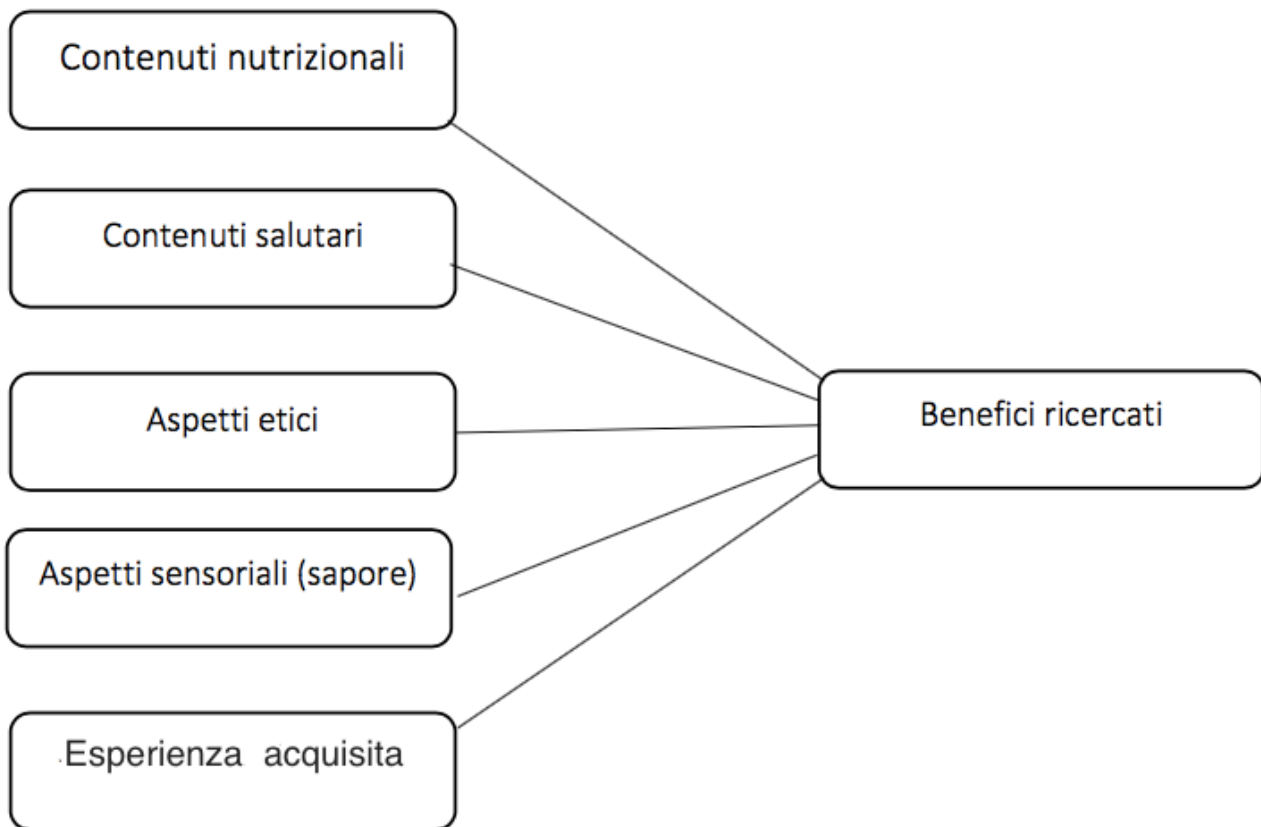 Contenuti nutrizionali
Contenuti salutari
Aspetti etici
Benefici ricercati
Aspetti sensoriali (sapore)
Esperienza acquisita